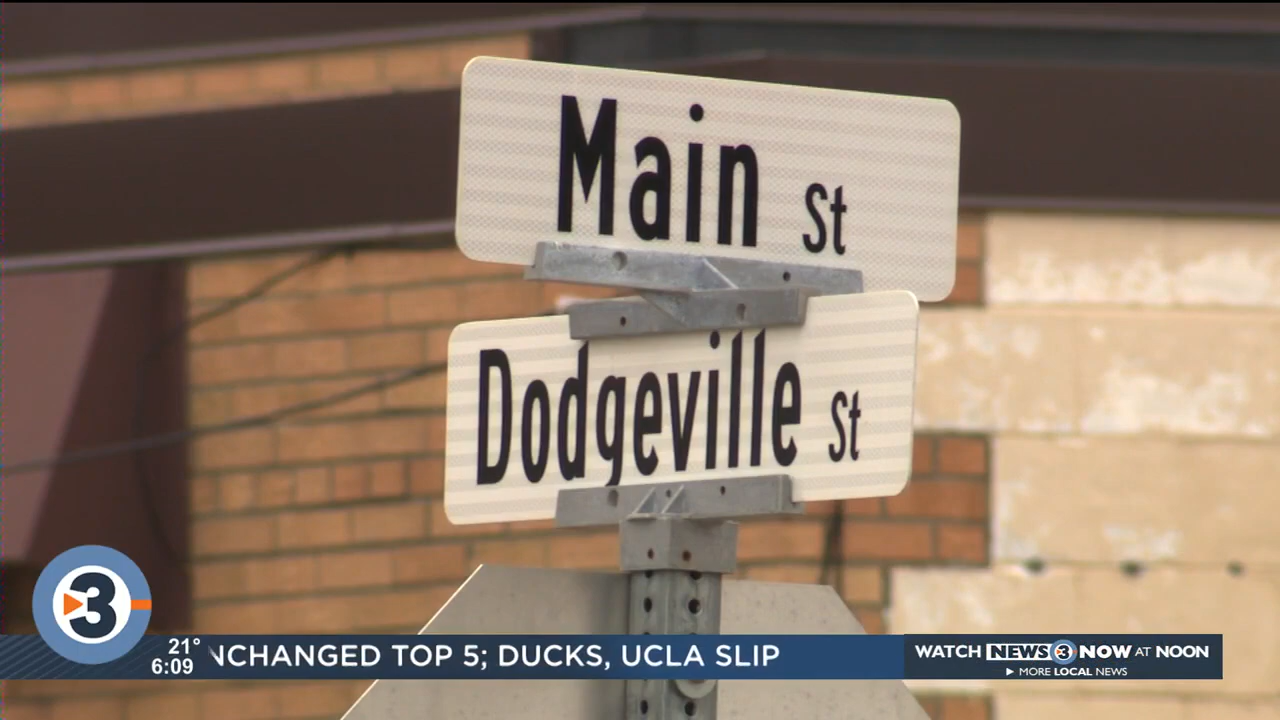 Main St
Dodgeville St
3
21°
6:09
NCHANGED TOP 5; DUCKS, UCLA SLIP
WATCH NEWS 3 NOW AT NOON
▶ MORE LOCAL NEWS